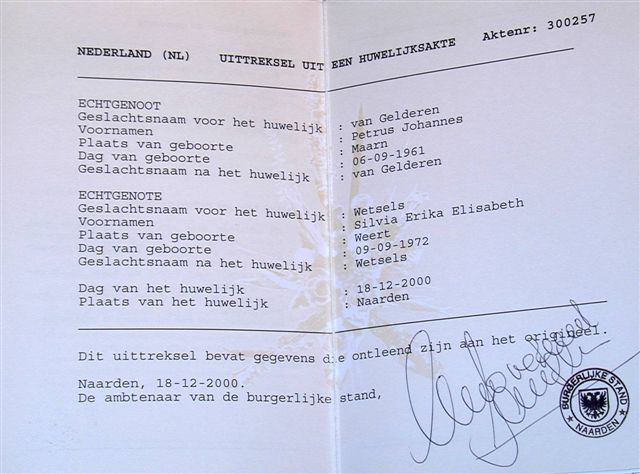 NEDERLAND (NL) UITTREKSEL UIT EEN HUWELIJKSAKTE Aktenr: 300257
ECHTGENOOT
Geslachtsnaam voor het huwelijk : van Gelderen
Voornamen : Petrus Johannes
Plaats van geboorte : Maarn
Dag van geboorte : 06-09-1961
Geslachtsnaam na het huwelijk : van Gelderen
ECHTGENOTE
Geslachtsnaam voor het huwelijk : Wetsels
Voornamen : Silvia Erika Elisabeth
Plaats van geboorte : Weert
Dag van geboorte : 09-09-1972
Geslachtsnaam na het huwelijk : Wetsels
Dag van het huwelijk : 18-12-2000
Plaats van het huwelijk : Naarden
Dit uittreksel bevat gegevens die ontleend zijn aan het origineel.
Naarden, 18-12-2000.
De ambtenaar van de burgerlijke stand,
BURGERLIJKE STAND
NAARDEN